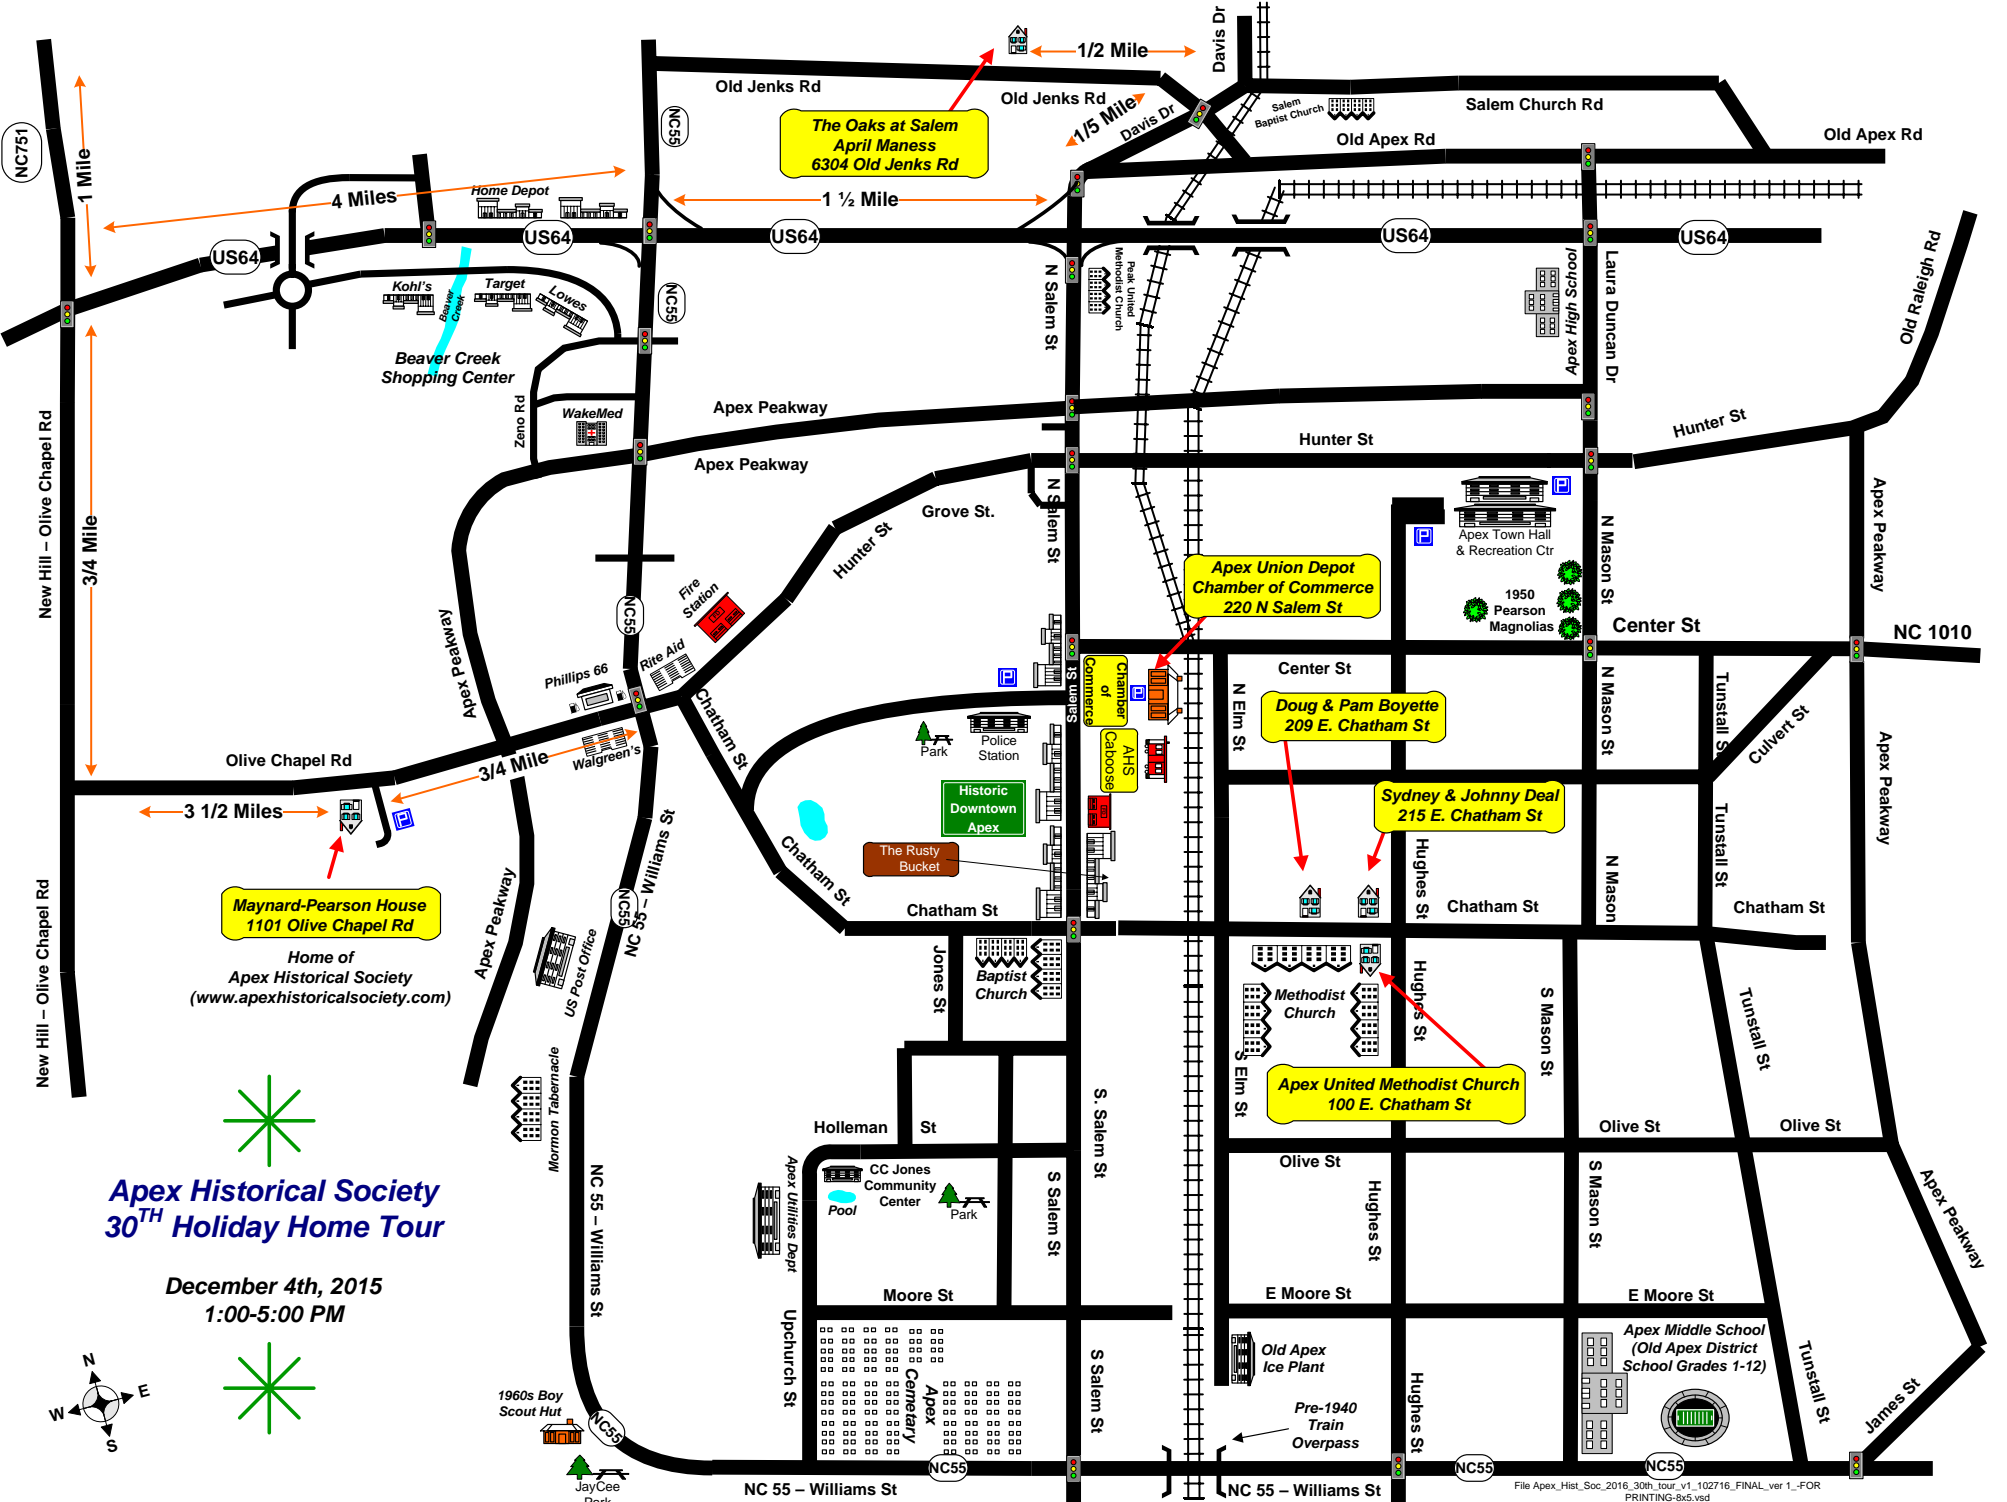 Davis Dr
1/2 Mile
Old Jenks Rd
Old Jenks Rd
1/5 Mile
Davis Dr
Salem
Baptist Church
Salem Church Rd
Old Apex Rd
Old Apex Rd
NC751
1 Mile
NC55
The Oaks at Salem
April Maness
6304 Old Jenks Rd
4 Miles
Home Depot
1 ½ Mile
US64
US64
US64
US64
US64
Kohl's
Target
Lowes
Beaver
Creek
Beaver Creek
Shopping Center
NC55
N Salem St
Peak United
Methodist Church
Apex High School
Laura Duncan Dr
Old Raleigh Rd
New Hill – Olive Chapel Rd
3/4 Mile
Zeno Rd
WakeMed
Apex Peakway
Apex Peakway
Hunter St
Hunter St
Grove St.
Hunter St
N Salem St
Apex Town Hall
& Recreation Ctr
N Mason St
Apex Peakway
Apex Union Depot
Chamber of Commerce
220 N Salem St
1950
Pearson
Magnolias
Center St
NC 1010
Fire
Station
NC55
Apex Peakway
Rite Aid
Phillips 66
Walgreen's
Chatham St
P
P
P
P
P
Salem St
Chamber
of
Commerce
Center St
N Elm St
N Mason St
Tunstall St
Culvert St
Apex Peakway
Doug & Pam Boyette
209 E. Chatham St
Park
Police
Station
AHS
Caboose
Olive Chapel Rd
3/4 Mile
3 1/2 Miles
Historic
Downtown
Apex
Sydney & Johnny Deal
215 E. Chatham St
The Rusty
Bucket
Chatham St
Hughes St
N Mason
Tunstall St
Maynard-Pearson House
1101 Olive Chapel Rd
Home of
Apex Historical Society
(www.apexhistoricalsociety.com)
New Hill – Olive Chapel Rd
Apex Peakway
NC55
NC 55 – Williams St
US Post Office
Chatham St
Chatham St
Chatham St
Jones St
Baptist
Church
Methodist
Church
Hughes St
S Mason St
Tunstall St
S Elm St
Apex United Methodist Church
100 E. Chatham St
Mormon Tabernacle
S. Salem St
Holleman St
Olive St
Olive St
Olive St
Apex Historical Society
30TH Holiday Home Tour
December 4th, 2015
1:00-5:00 PM
NC 55 – Williams St
Apex Utilities Dept
CC Jones
Community
Center
Pool
Park
S Salem St
Hughes St
S Mason St
Apex Peakway
Moore St
E Moore St
E Moore St
Upchurch St
Apex
Cemetary
S Salem St
Old Apex
Ice Plant
Apex Middle School
(Old Apex District
School Grades 1-12)
Tunstall St
James St
Hughes St
N
E
S
W
1960s Boy
Scout Hut
NC55
JayCee
Park
Pre-1940
Train
Overpass
NC55
NC55
NC55
NC 55 – Williams St
NC 55 – Williams St
File Apex_Hist_Soc_2016_30th_tour_v1_102716_FINAL_ver 1_-FOR
PRINTING-8x5.vsd